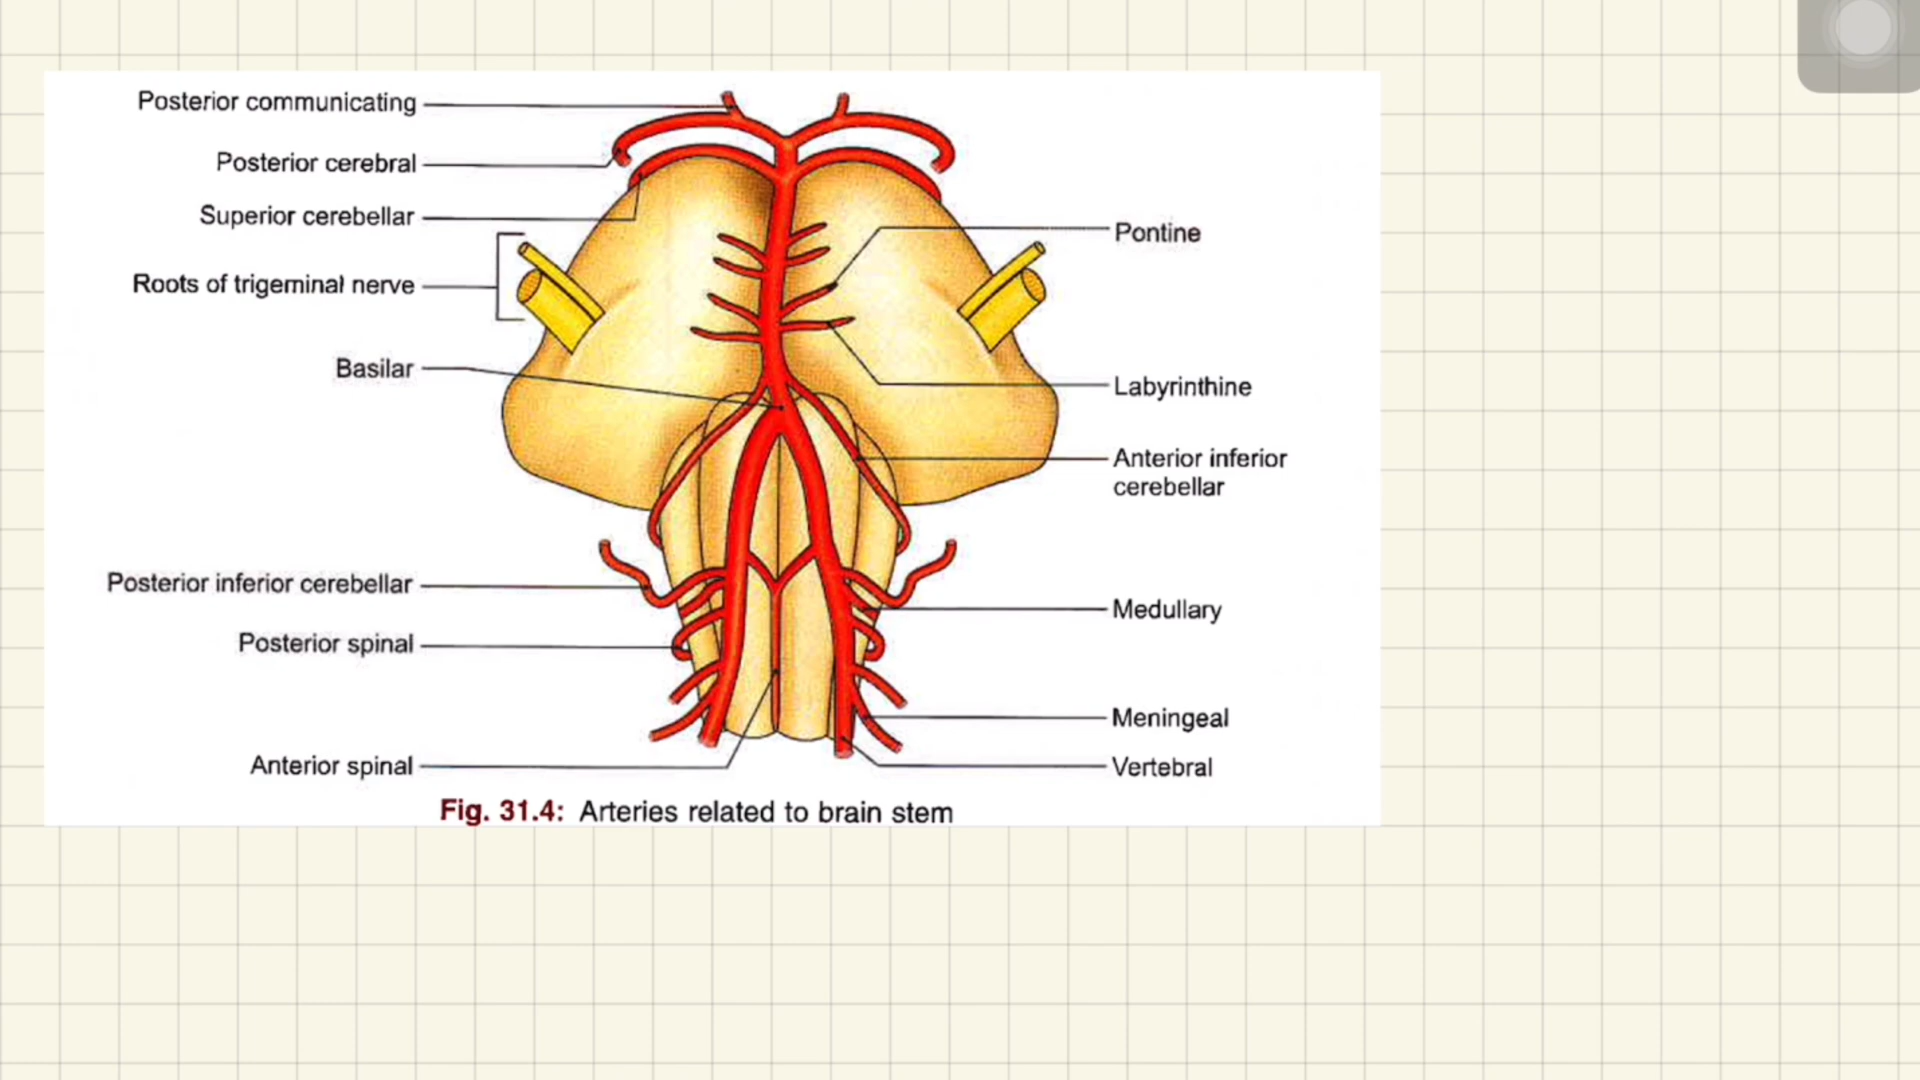 Posterior communicating
Posterior cerebral
Superior cerebellar
Roots of trigeminal nerve
Basilar
Posterior inferior cerebellar
Posterior spinal
Anterior spinal
Pontine
Labyrinthine
Anterior inferior
cerebellar
Medullary
Meningeal
Vertebral
Fig. 31.4: Arteries related to brain stem